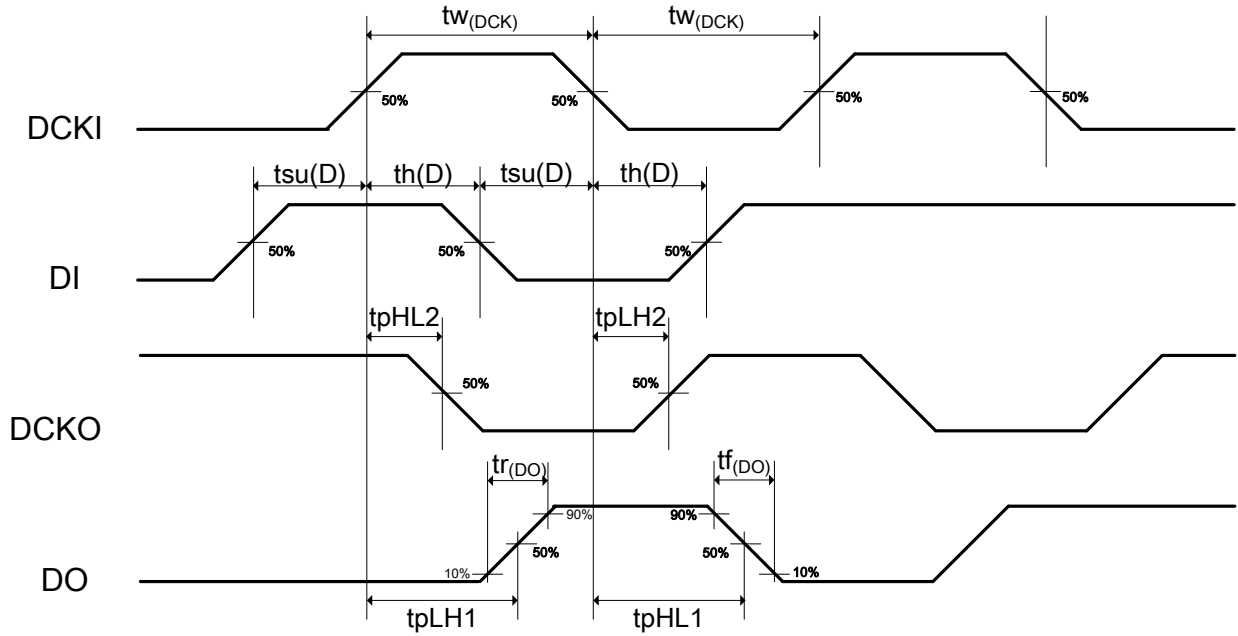 tw(DCK) tw(DCK)
50% 50% 50% 50%
DCKI
tsu(D) th(D) tsu(D) th(D)
50% 50% 50%
DI
tpHL2 tpLH2
50% 50%
DCKO
tr(DO) tf(DO)
90% 90%
50% 50%
10% 10%
DO
tpLH1 tpHL1